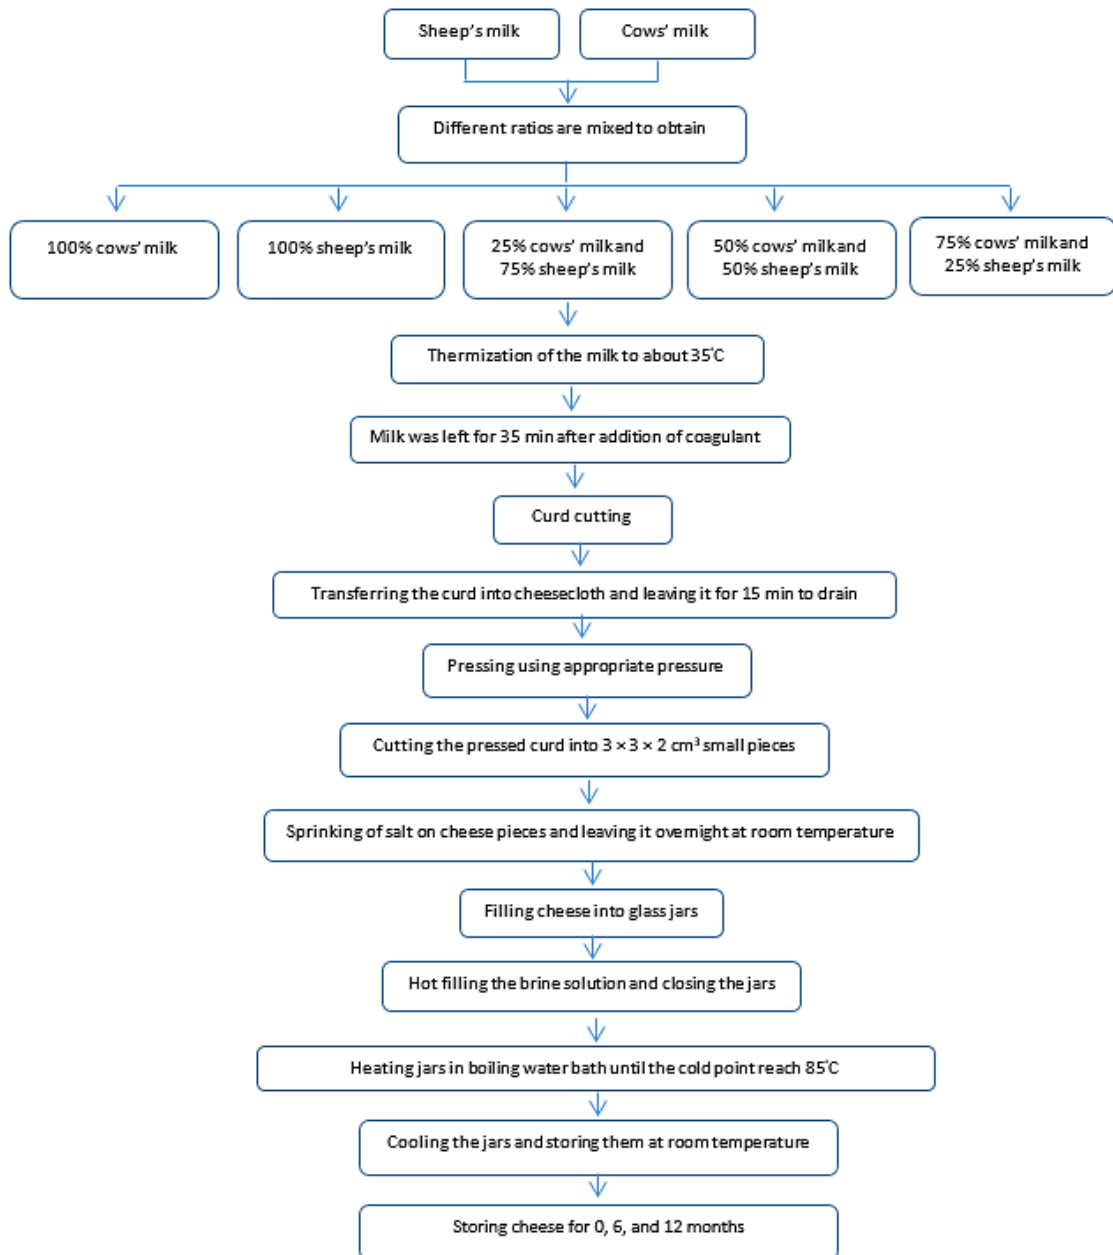 Sheep's milk
Cows' milk
Different ratios are mixed to obtain
100% cows' milk
100% sheep's milk
25% cows' milk and
75% sheep's milk
50% cows' milk and
50% sheep's milk
75% cows' milk and
25% sheep's milk
Thermization of the milk to about 35°C
Milk was left for 35 min after addition of coagulant
Curd cutting
Transferring the curd into cheesecloth and leaving it for 15 min to drain
Pressing using appropriate pressure
Cutting the pressed curd into 3 × 3 × 2 cm³ small pieces
Sprinking of salt on cheese pieces and leaving it overnight at room temperature
Filling cheese into glass jars
Hot filling the brine solution and closing the jars
Heating jars in boiling water bath until the cold point reach 85°C
Cooling the jars and storing them at room temperature
Storing cheese for 0, 6, and 12 months